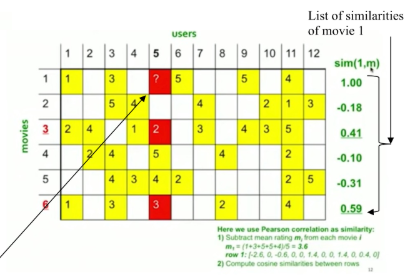 List of similarities
of movie 1
users
1 2 3 4 5 6 7 8 9 10 11 12
sim(1,m)
1 1 3 ? 5 5 4 1.00
2 5 4 4 2 1 3 -0.18
3 2 4 1 2 3 4 3 5 0.41
movies
4 2 4 5 4 2 -0.10
5 4 3 4 2 2 5 -0.31
6 1 3 3 2 4 0.59
Here we use Pearson correlation as similarity:
1) Subtract mean rating mᵢ from each movie i
m₁ = (1+3+5+5+4)/5 = 3.6
row 1: [-2.6, 0, -0.6, 0, 0, 1.4, 0, 0, 1.4, 0, 0.4, 0]
2) Compute cosine similarities between rows
12